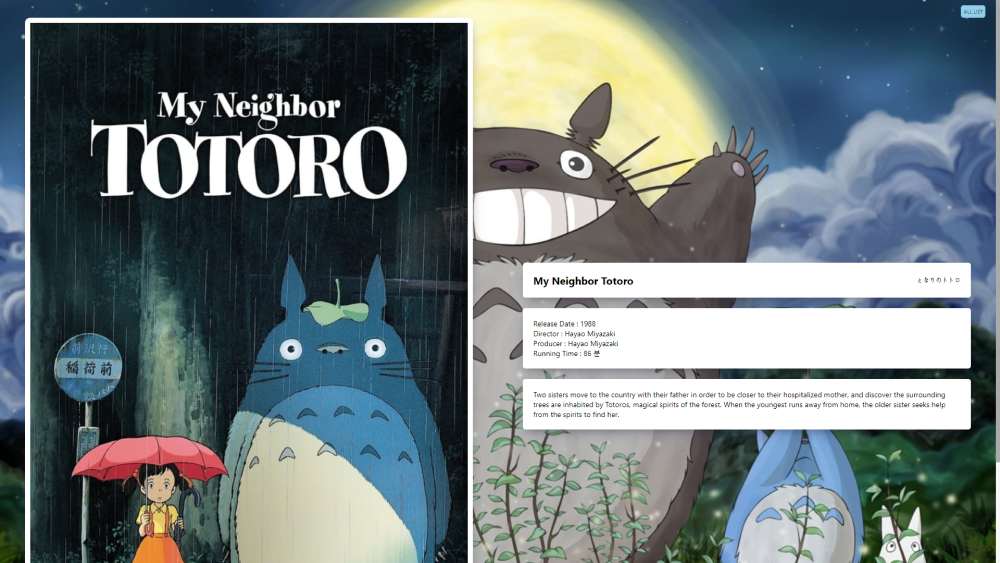 ALL LIST
My Neighbor
TOTORO
前沢行
稲荷前
My Neighbor Totoro
となりのトトロ
Release Date : 1988
Director : Hayao Miyazaki
Producer : Hayao Miyazaki
Running Time : 86 분
Two sisters move to the country with their father in order to be closer to their hospitalized mother, and discover the surrounding
trees are inhabited by Totoros, magical spirits of the forest. When the youngest runs away from home, the older sister seeks help
from the spirits to find her.